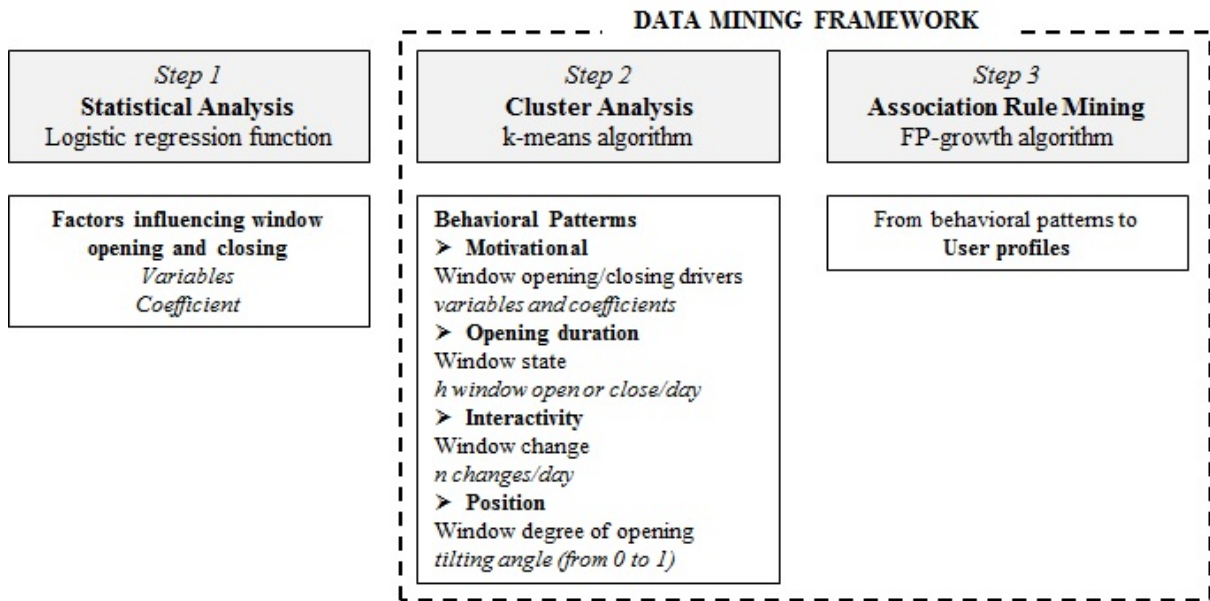 DATA MINING FRAMEWORK
Step 1
Statistical Analysis
Logistic regression function
Factors influencing window
opening and closing
Variables
Coefficient
Step 2
Cluster Analysis
k-means algorithm
Behavioral Patterms
➤ Motivational
Window opening/closing drivers
variables and coefficients
➤ Opening duration
Window state
h window open or close/day
➤ Interactivity
Window change
n changes/day
➤ Position
Window degree of opening
tilting angle (from 0 to 1)
Step 3
Association Rule Mining
FP-growth algorithm
From behavioral patterns to
User profiles